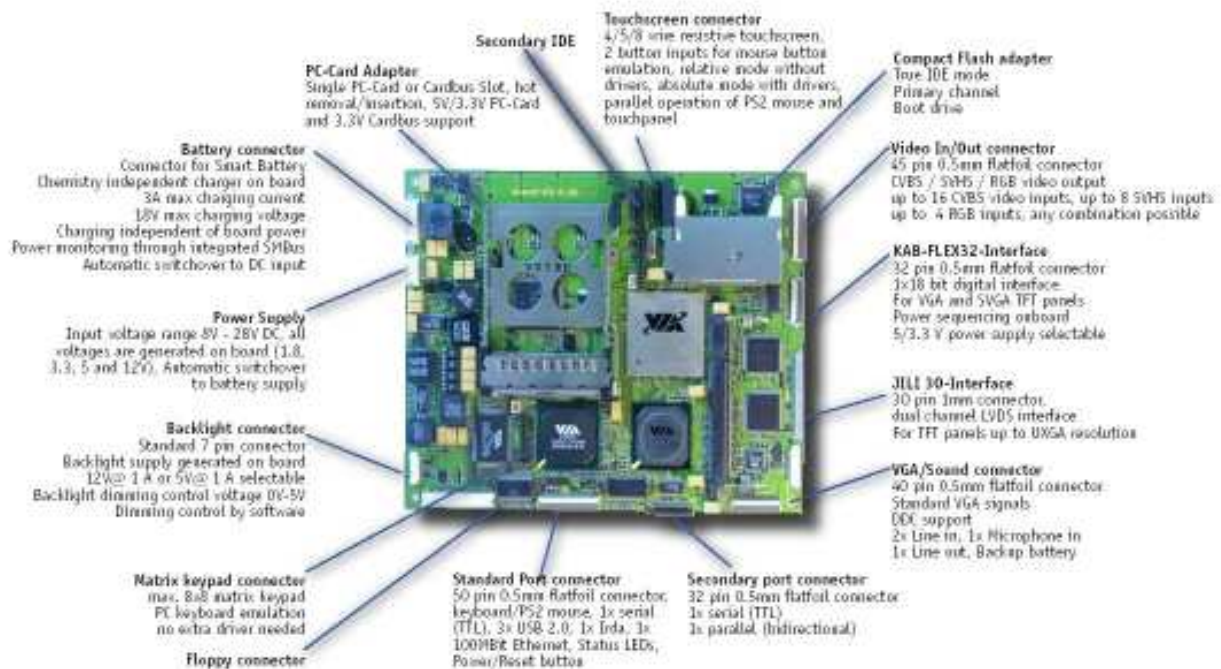 Secondary IDE
Touchscreen connector
4/5/8 wire resistive touchscreen,
2 button inputs for mouse button
emulation, relative mode without
drivers, absolute mode with drivers,
parallel operation of PS2 mouse and
touchpanel
Compact Flash adapter
True IDE mode
Primary channel
Boot drive
PC-Card Adapter
Single PC-Card or Cardbus Slot, hot
removal/insertion, 5V/3.3V PC-Card
and 3.3V Cardbus support
Battery connector
Connector for Smart Battery
Chemistry independent charger on board
3A max charging current
18V max charging voltage
Charging independent of board power
Power monitoring through integrated SMBus
Automatic switchover to DC input
Video In/Out connector
45 pin 0.5mm flatfoil connector
CVBS / SVHS / RGB video output
up to 16 CVBS video inputs, up to 8 SVHS inputs
up to 4 RGB inputs, any combination possible
KAB-FLEX32-Interface
32 pin 0.5mm flatfoil connector
1x18 bit digital interface
For VGA and SVGA TFT panels
Power sequencing onboard
5/3.3 V power supply selectable
Power Supply
Input voltage range 8V - 28V DC, all
voltages are generated on board (1.8,
3.3, 5 and 12V), Automatic switchover
to battery supply
JILI 30-Interface
30 pin 1mm connector,
dual channel LVDS interface
For TFT panels up to UXGA resolution
Backlight connector
Standard 7 pin connector
Backlight supply generated on board
12V@ 1 A or 5V@ 1 A selectable
Backlight dimming control voltage 0V-5V
Dimming control by software
VGA/Sound connector
40 pin 0.5mm flatfoil connector
Standard VGA signals
DDC support
2x Line in, 1x Microphone in
1x Line out, Backup battery
Matrix keypad connector
max. 8x8 matrix keypad
PC keyboard emulation
no extra driver needed
Floppy connector
Standard Port connector
50 pin 0.5mm flatfoil connector,
keyboard/PS2 mouse, 1x serial
(TTL), 3x USB 2.0, 1x Irda, 1x
100MBit Ethernet, Status LEDs,
Power/Reset button
Secondary port connector
32 pin 0.5mm flatfoil connector
1x serial (TTL)
1x parallel (bidirectional)
VIA
VIA
VIA